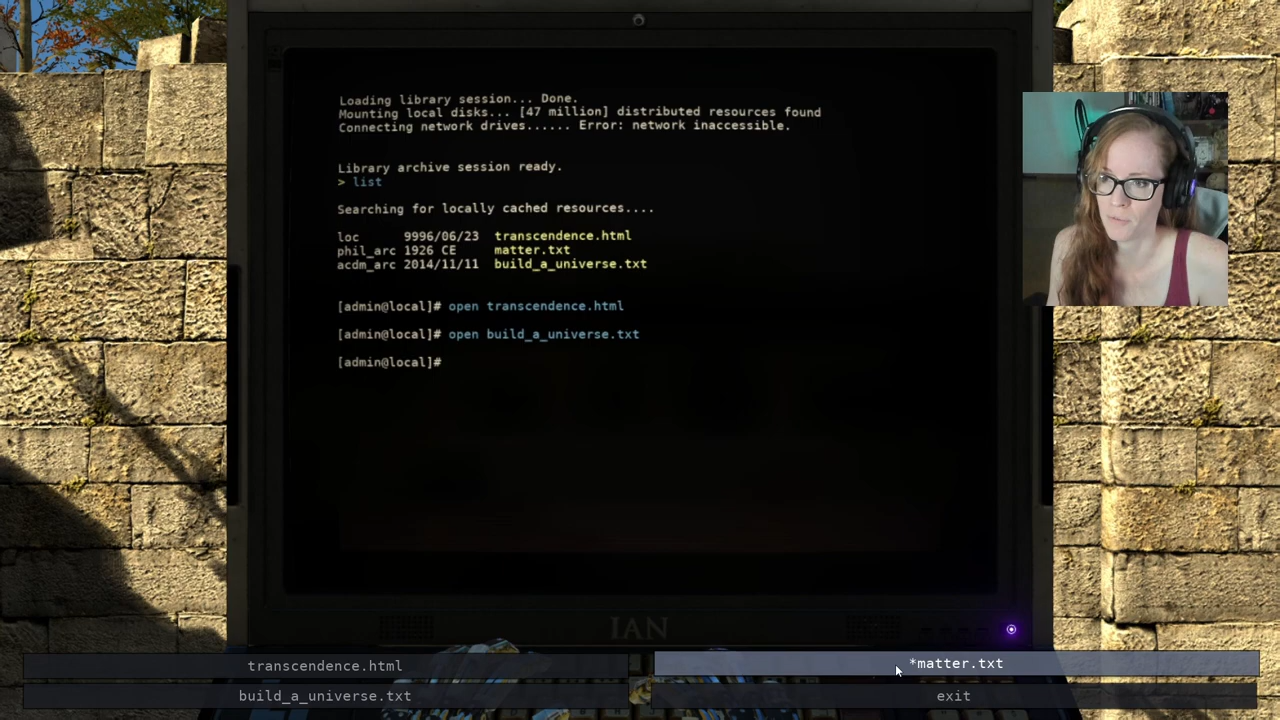 Loading library session... Done.
Mounting local disks... [47 million] distributed resources found
Connecting network drives...... Error: network inaccessible.
Library archive session ready.
> list
Searching for locally cached resources....
loc 9996/06/23 transcendence.html
phil_arc 1926 CE matter.txt
acdm_arc 2014/11/11 build_a_universe.txt
[admin@local]# open transcendence.html
[admin@local]# open build_a_universe.txt
[admin@local]#
IAN
transcendence.html
*matter.txt
build_a_universe.txt
exit